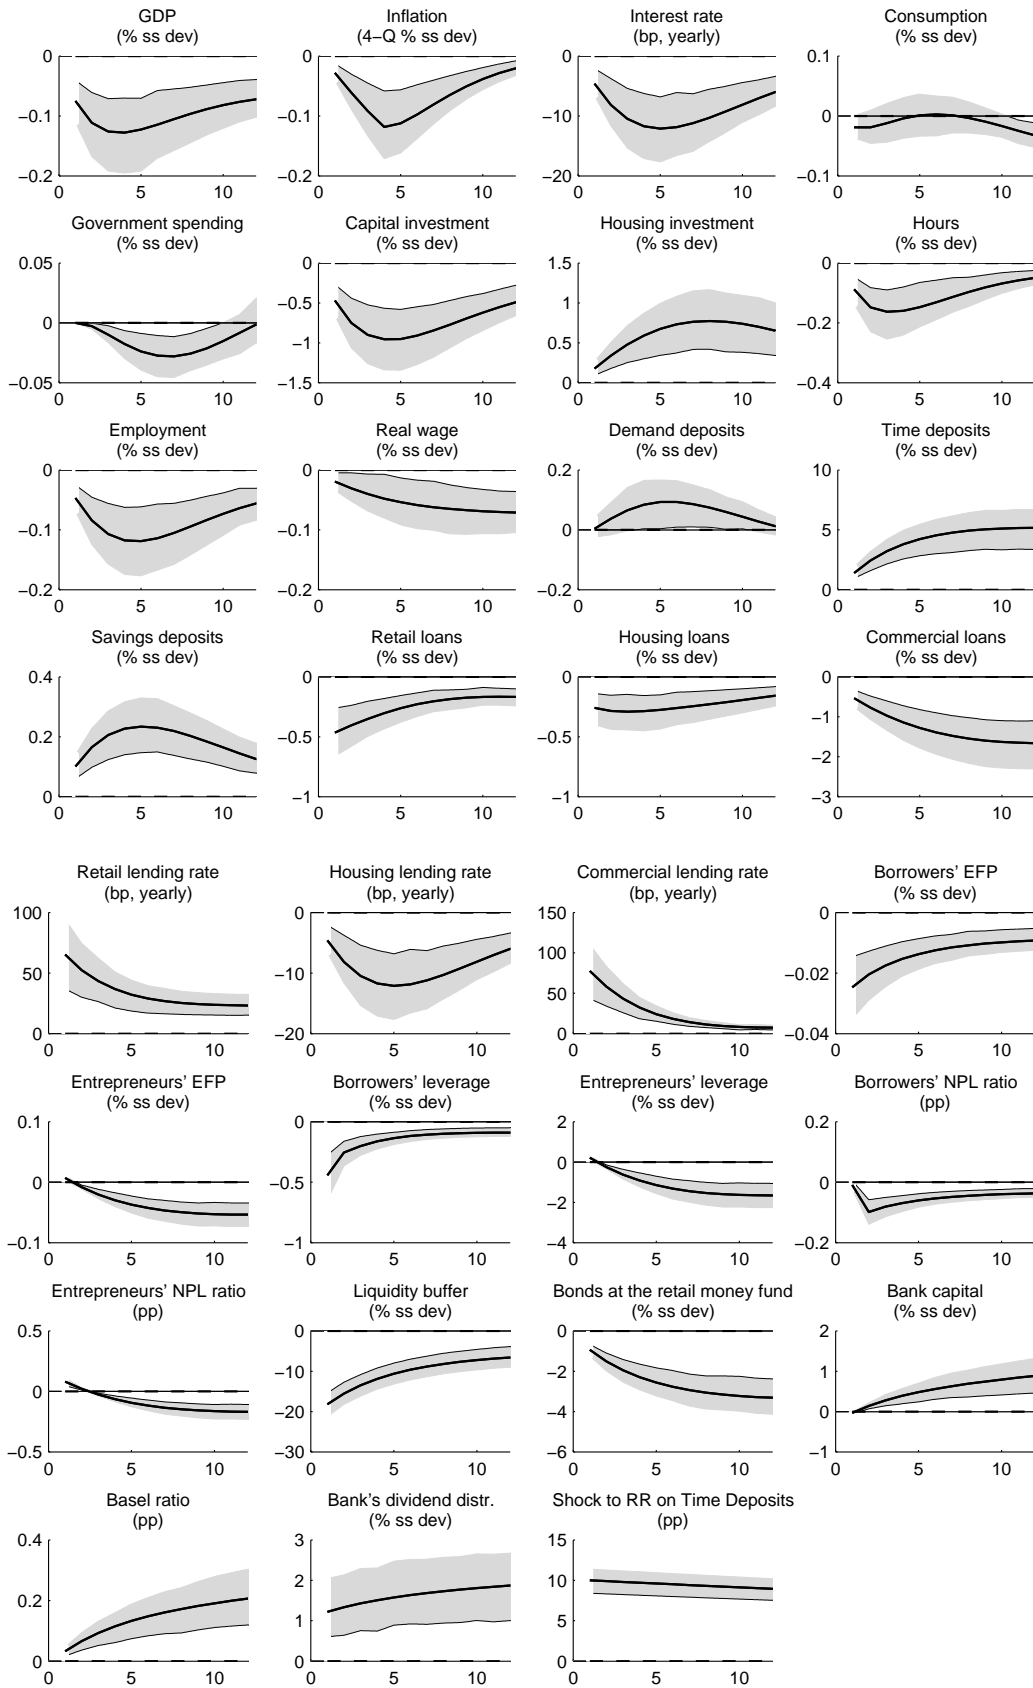 GDP
(% ss dev)
0
−0.1
−0.2
0 5 10
Inflation
(4−Q % ss dev)
0
−0.1
−0.2
0 5 10
Interest rate
(bp, yearly)
0
−10
−20
0 5 10
Consumption
(% ss dev)
0.1
0
−0.1
0 5 10
Government spending
(% ss dev)
0.05
0
−0.05
0 5 10
Capital investment
(% ss dev)
0
−0.5
−1
−1.5
0 5 10
Housing investment
(% ss dev)
1.5
1
0.5
0
0 5 10
Hours
(% ss dev)
0
−0.2
−0.4
0 5 10
Employment
(% ss dev)
0
−0.1
−0.2
0 5 10
Real wage
(% ss dev)
0
−0.1
−0.2
0 5 10
Demand deposits
(% ss dev)
0.2
0
−0.2
0 5 10
Time deposits
(% ss dev)
10
5
0
0 5 10
Savings deposits
(% ss dev)
0.4
0.2
0
0 5 10
Retail loans
(% ss dev)
0
−0.5
−1
0 5 10
Housing loans
(% ss dev)
0
−0.5
−1
0 5 10
Commercial loans
(% ss dev)
0
−1
−2
−3
0 5 10
Retail lending rate
(bp, yearly)
100
50
0
0 5 10
Housing lending rate
(bp, yearly)
0
−10
−20
0 5 10
Commercial lending rate
(bp, yearly)
150
100
50
0
0 5 10
Borrowers' EFP
(% ss dev)
0
−0.02
−0.04
0 5 10
Entrepreneurs' EFP
(% ss dev)
0.1
0
−0.1
0 5 10
Borrowers' leverage
(% ss dev)
0
−0.5
−1
0 5 10
Entrepreneurs' leverage
(% ss dev)
2
0
−2
−4
0 5 10
Borrowers' NPL ratio
(pp)
0.2
0
−0.2
0 5 10
Entrepreneurs' NPL ratio
(pp)
0.5
0
−0.5
0 5 10
Liquidity buffer
(% ss dev)
0
−10
−20
−30
0 5 10
Bonds at the retail money fund
(% ss dev)
0
−2
−4
−6
0 5 10
Bank capital
(% ss dev)
2
1
0
−1
0 5 10
Basel ratio
(pp)
0.4
0.2
0
0 5 10
Bank's dividend distr.
(% ss dev)
3
2
1
0
0 5 10
Shock to RR on Time Deposits
(pp)
15
10
5
0
0 5 10